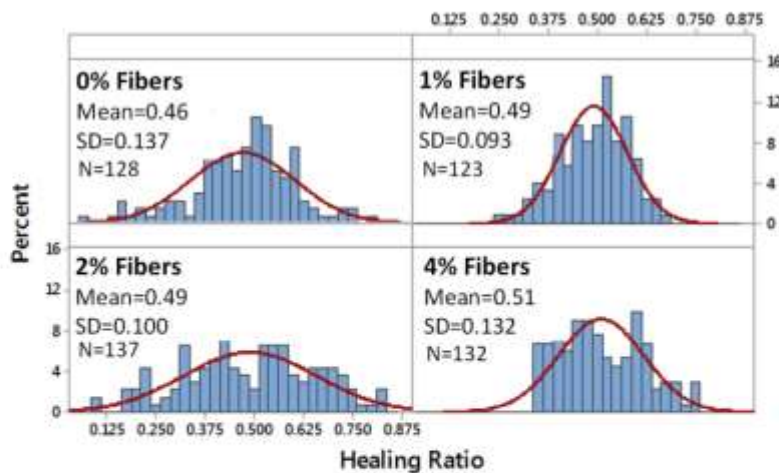 0.125 0.250 0.375 0.500 0.625 0.750 0.875
0% Fibers
Mean=0.46
SD=0.137
N=128
1% Fibers
Mean=0.49
SD=0.093
N=123
16
12
8
4
0
Percent
16
12
8
4
0
2% Fibers
Mean=0.49
SD=0.100
N=137
4% Fibers
Mean=0.51
SD=0.132
N=132
0.125 0.250 0.375 0.500 0.625 0.750 0.875
Healing Ratio